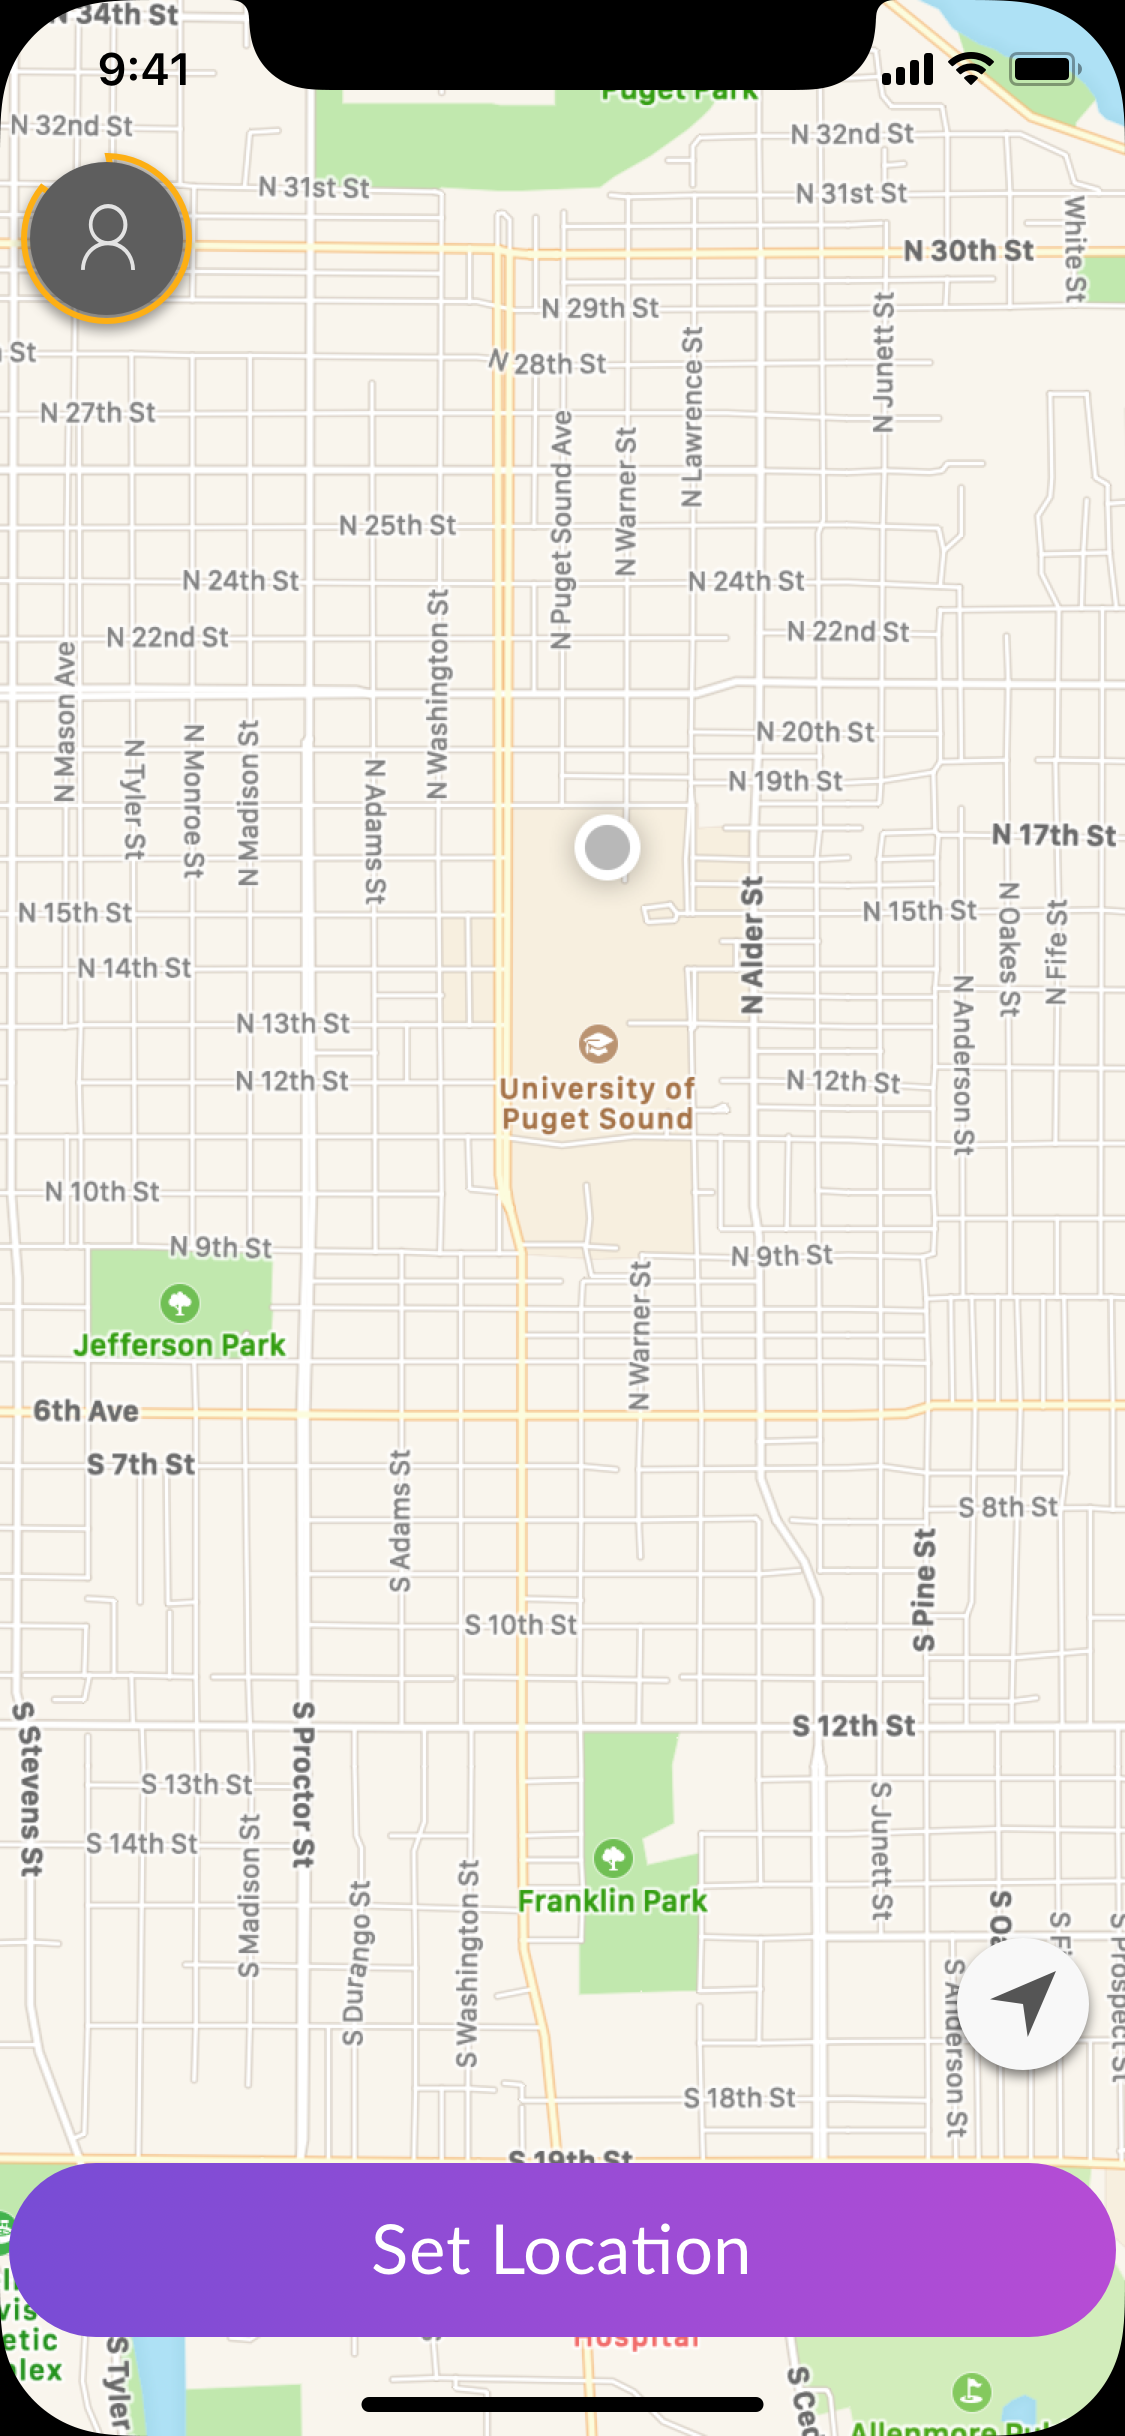 N 34th St
9:41
Puget Park
N 32nd St
N 32nd St
N 31st St
N 31st St
White St
N 30th St
N 29th St
N Junett St
St
N 28th St
N Lawrence St
N 27th St
N Puget Sound Ave
N Warner St
N 25th St
N 24th St
N 24th St
N Washington St
N 22nd St
N 22nd St
N Mason Ave
N Tyler St
N Monroe St
N Madison St
N Adams St
N 20th St
N 19th St
N 17th St
N Alder St
N 15th St
N 15th St
N Oakes St
N Fife St
N 14th St
N Anderson St
N 13th St
N 12th St
N 12th St
University of
Puget Sound
N 10th St
N 9th St
N 9th St
N Warner St
Jefferson Park
6th Ave
S 7th St
S Adams St
S 8th St
S Pine St
S 10th St
S Stevens St
S Proctor St
S 12th St
S 13th St
S Junett St
S 14th St
S Madison St
S Durango St
S Washington St
Franklin Park
S Anderson St
S Prospect St
S 18th St
S 19th St
Set Location
etic
S Tyler
Hospital
Allenmore